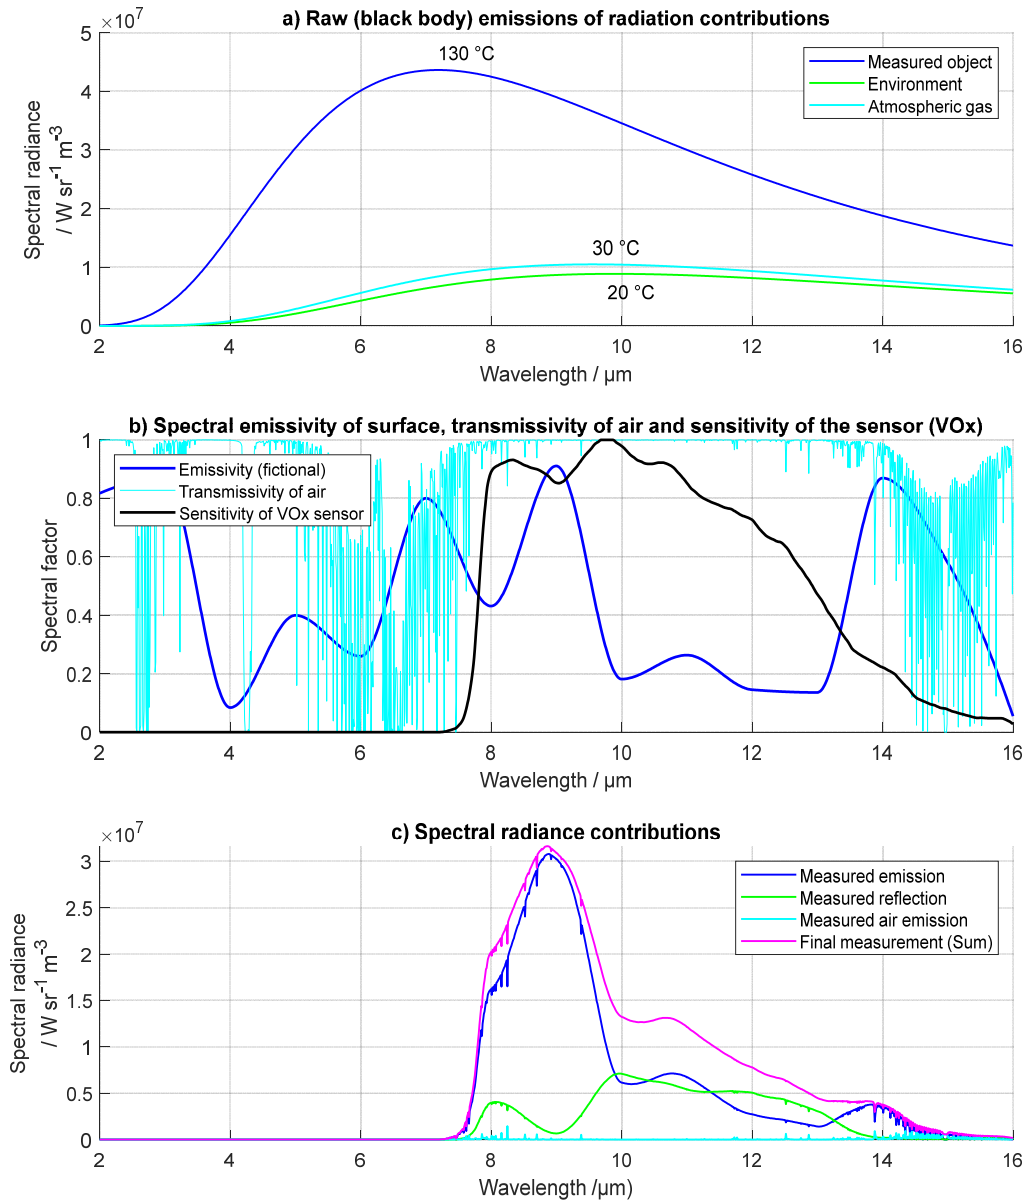 a) Raw (black body) emissions of radiation contributions
×10⁷
5
4
3
2
1
0
Spectral radiance
/ W sr⁻¹ m⁻³
130 °C
30 °C
20 °C
Measured object
Environment
Atmospheric gas
2 4 6 8 10 12 14 16
Wavelength / µm
b) Spectral emissivity of surface, transmissivity of air and sensitivity of the sensor (VOx)
1
0.8
0.6
0.4
0.2
0
Spectral factor
Emissivity (fictional)
Transmissivity of air
Sensitivity of VOx sensor
2 4 6 8 10 12 14 16
Wavelength / µm
c) Spectral radiance contributions
×10⁷
3
2.5
2
1.5
1
0.5
0
Spectral radiance
/ W sr⁻¹ m⁻³
Measured emission
Measured reflection
Measured air emission
Final measurement (Sum)
2 4 6 8 10 12 14 16
Wavelength /µm)